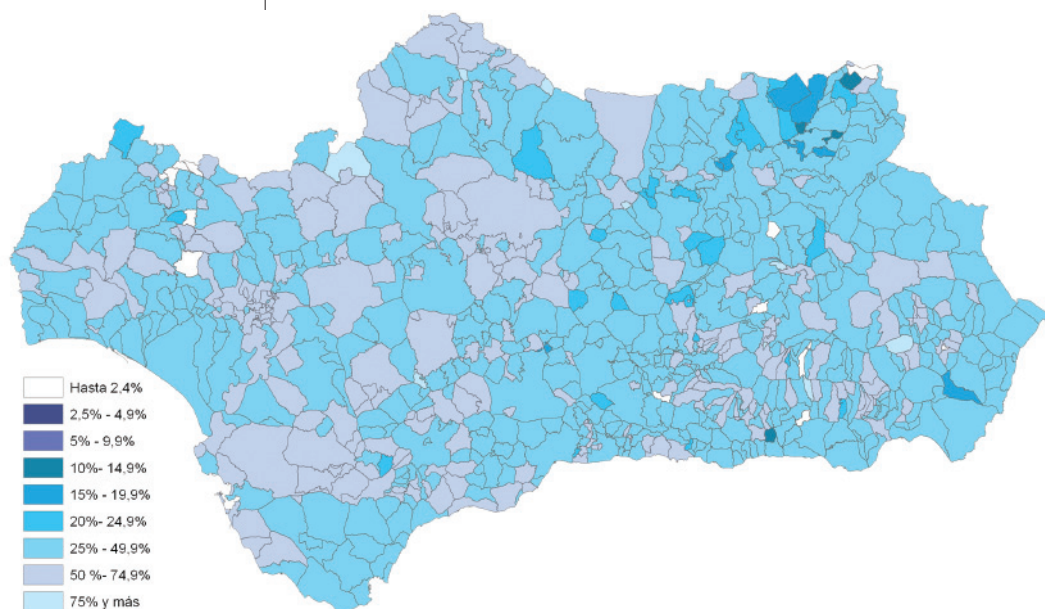 Hasta 2,4%
2,5% - 4,9%
5% - 9,9%
10%- 14,9%
15% - 19,9%
20%- 24,9%
25% - 49,9%
50 %- 74,9%
75% y más